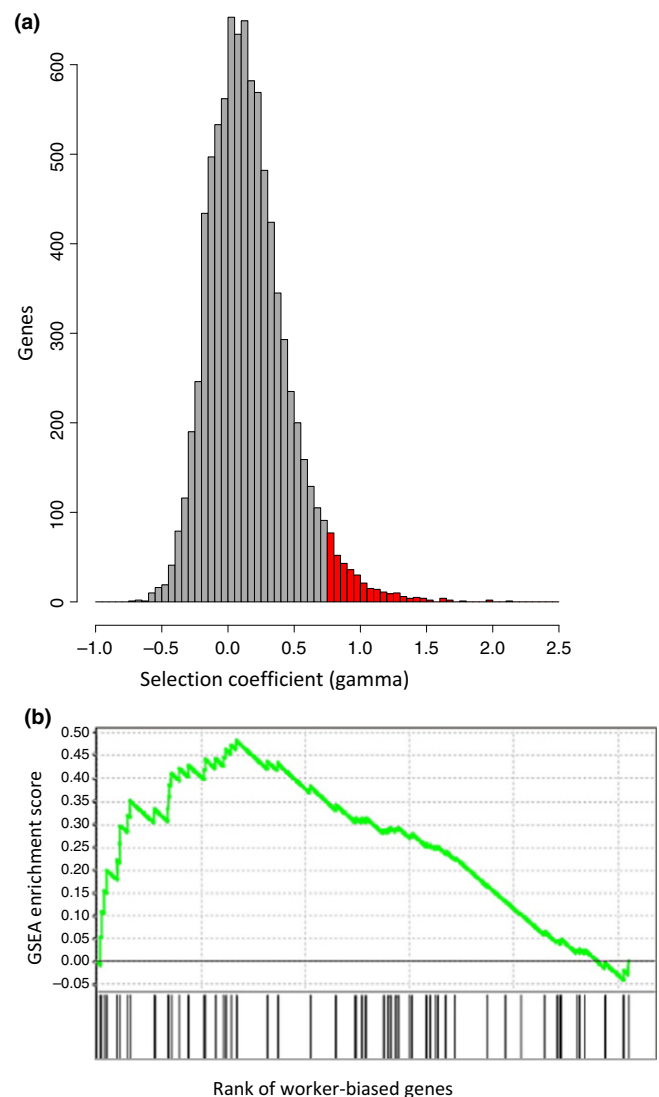 (a)
Genes
600
500
400
300
200
100
0
−1.0 −0.5 0.0 0.5 1.0 1.5 2.0 2.5
Selection coefficient (gamma)
(b)
GSEA enrichment score
0.50
0.45
0.40
0.35
0.30
0.25
0.20
0.15
0.10
0.05
0.00
−0.05
Rank of worker-biased genes